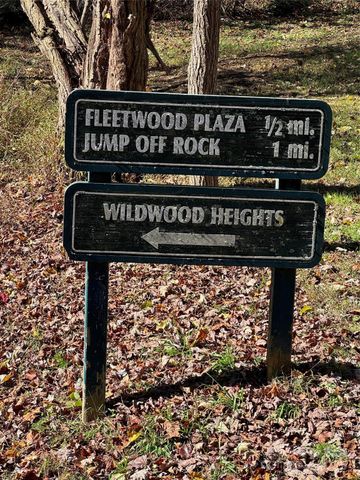 FLEETWOOD PLAZA 1/2 mi.
JUMP OFF ROCK 1 mi.
WILDWOOD HEIGHTS